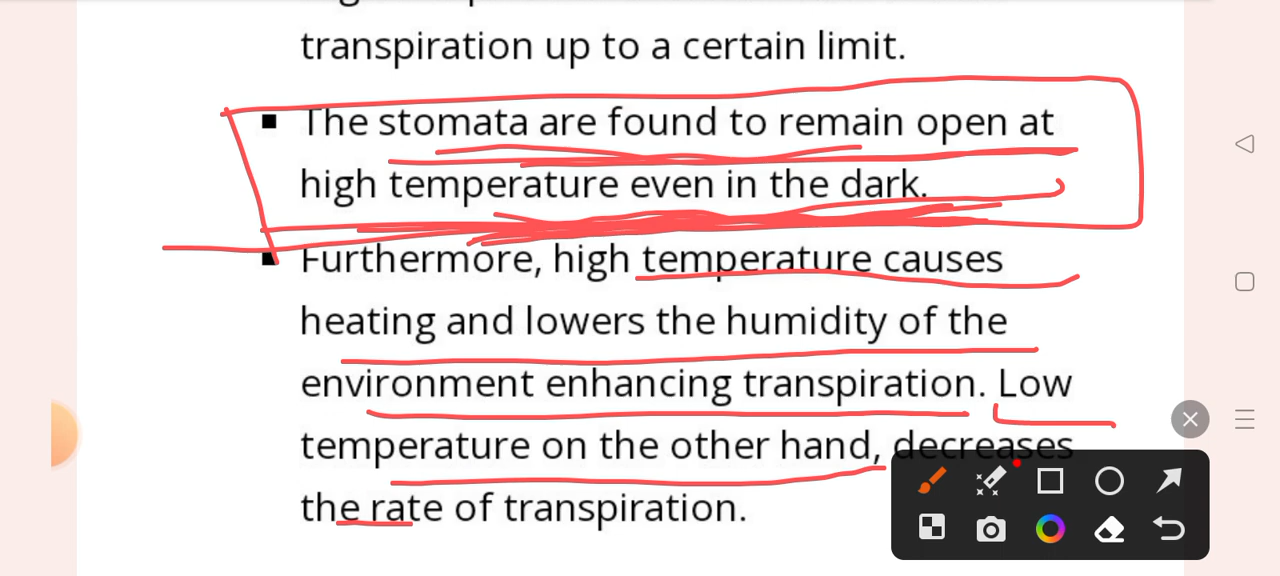 transpiration up to a certain limit.
▪ The stomata are found to remain open at
high temperature even in the dark.
▪ Furthermore, high temperature causes
heating and lowers the humidity of the
environment enhancing transpiration. Low
temperature on the other hand, decreases
the rate of transpiration.